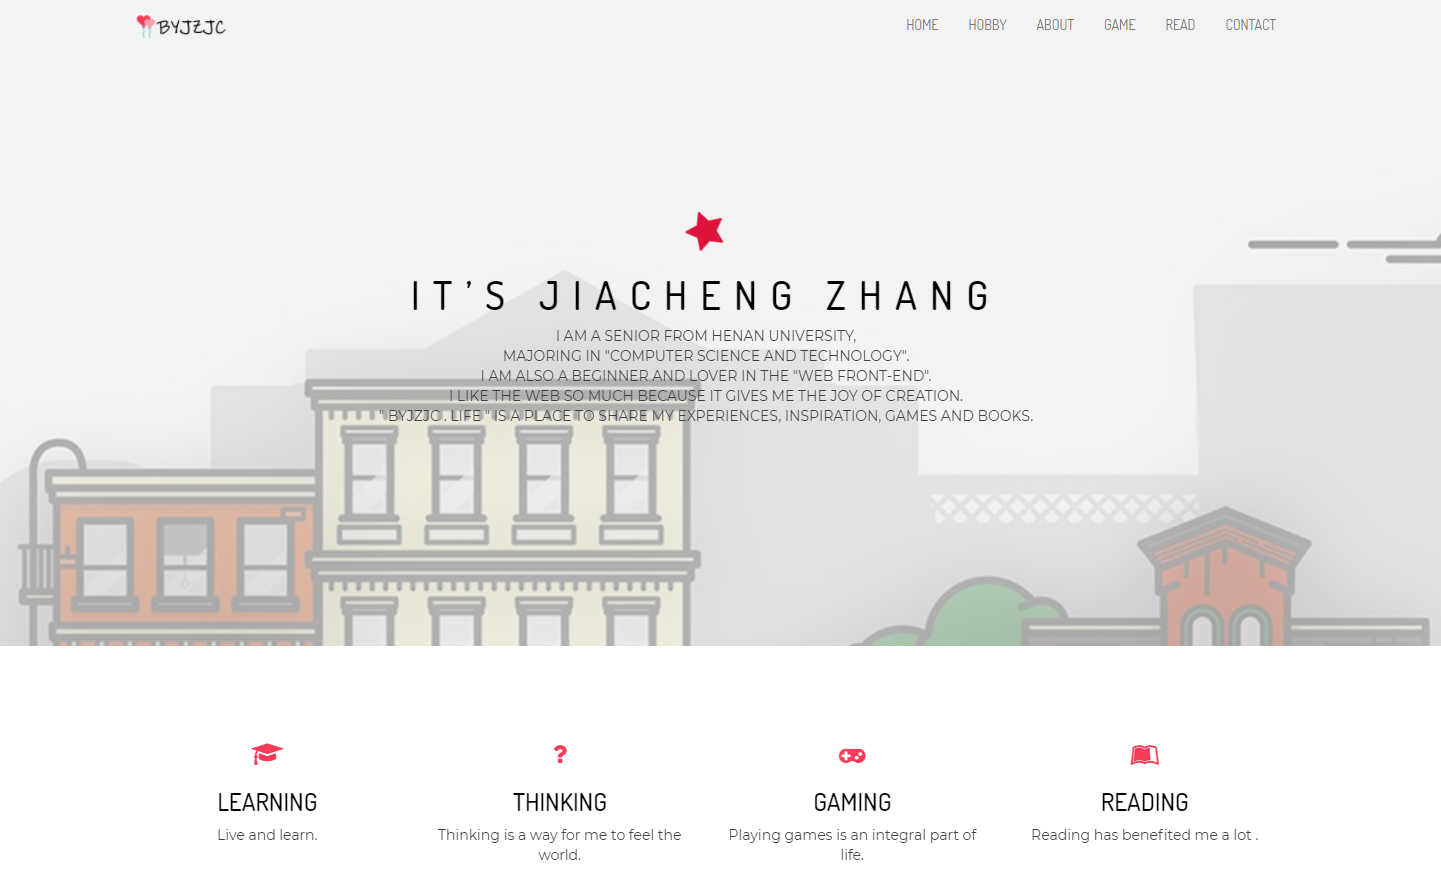 BYJZJC
HOME HOBBY ABOUT GAME READ CONTACT
IT'S JIACHENG ZHANG
I AM A SENIOR FROM HENAN UNIVERSITY,
MAJORING IN "COMPUTER SCIENCE AND TECHNOLOGY".
I AM ALSO A BEGINNER AND LOVER IN THE "WEB FRONT-END".
I LIKE THE WEB SO MUCH BECAUSE IT GIVES ME THE JOY OF CREATION.
" BYJZJC . LIFE " IS A PLACE TO SHARE MY EXPERIENCES, INSPIRATION, GAMES AND BOOKS.
LEARNING
Live and learn.
THINKING
Thinking is a way for me to feel the
world.
GAMING
Playing games is an integral part of
life.
READING
Reading has benefited me a lot .